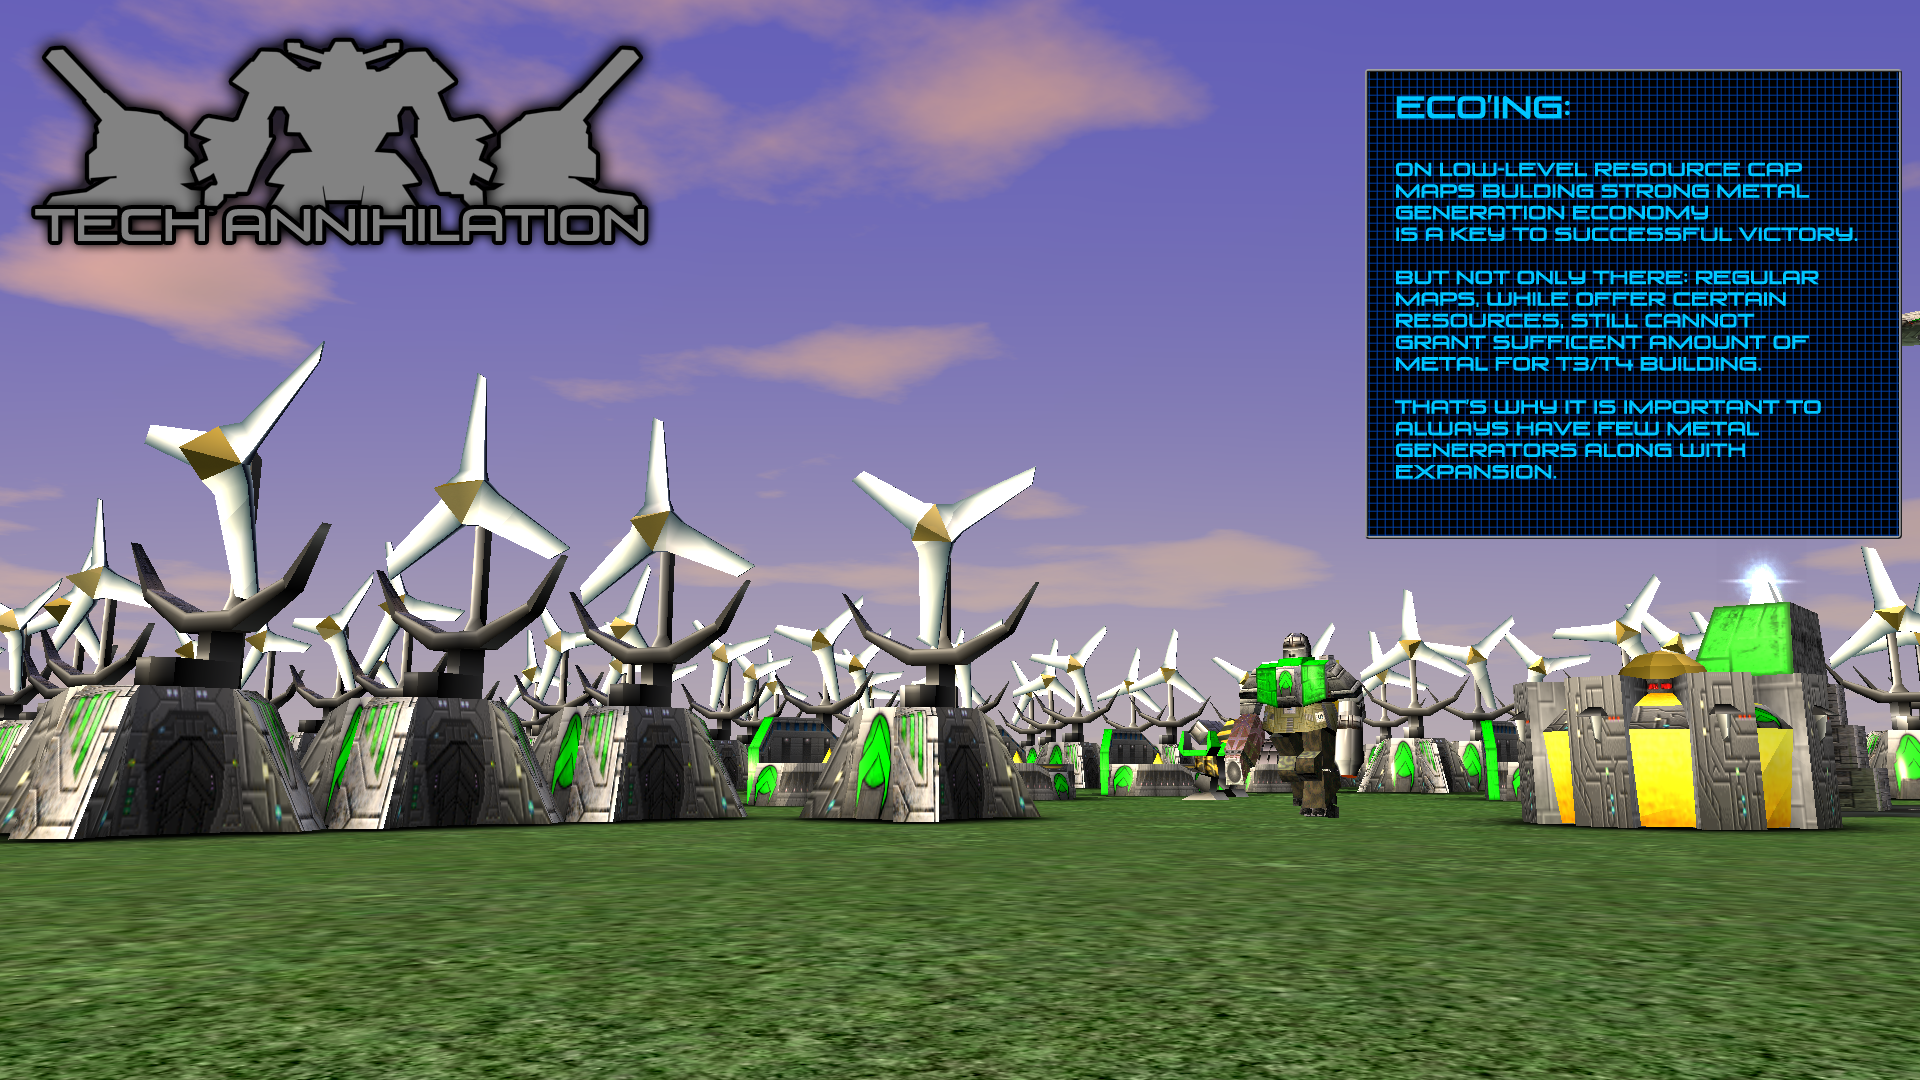 TECH ANNIHILATION
ECO'ING:
ON LOW-LEVEL RESOURCE CAP
MAPS BULDING STRONG METAL
GENERATION ECONOMY
IS A KEY TO SUCCESSFUL VICTORY.
BUT NOT ONLY THERE: REGULAR
MAPS, WHILE OFFER CERTAIN
RESOURCES, STILL CANNOT
GRANT SUFFICENT AMOUNT OF
METAL FOR T3/T4 BUILDING.
THAT'S WHY IT IS IMPORTANT TO
ALWAYS HAVE FEW METAL
GENERATORS ALONG WITH
EXPANSION.